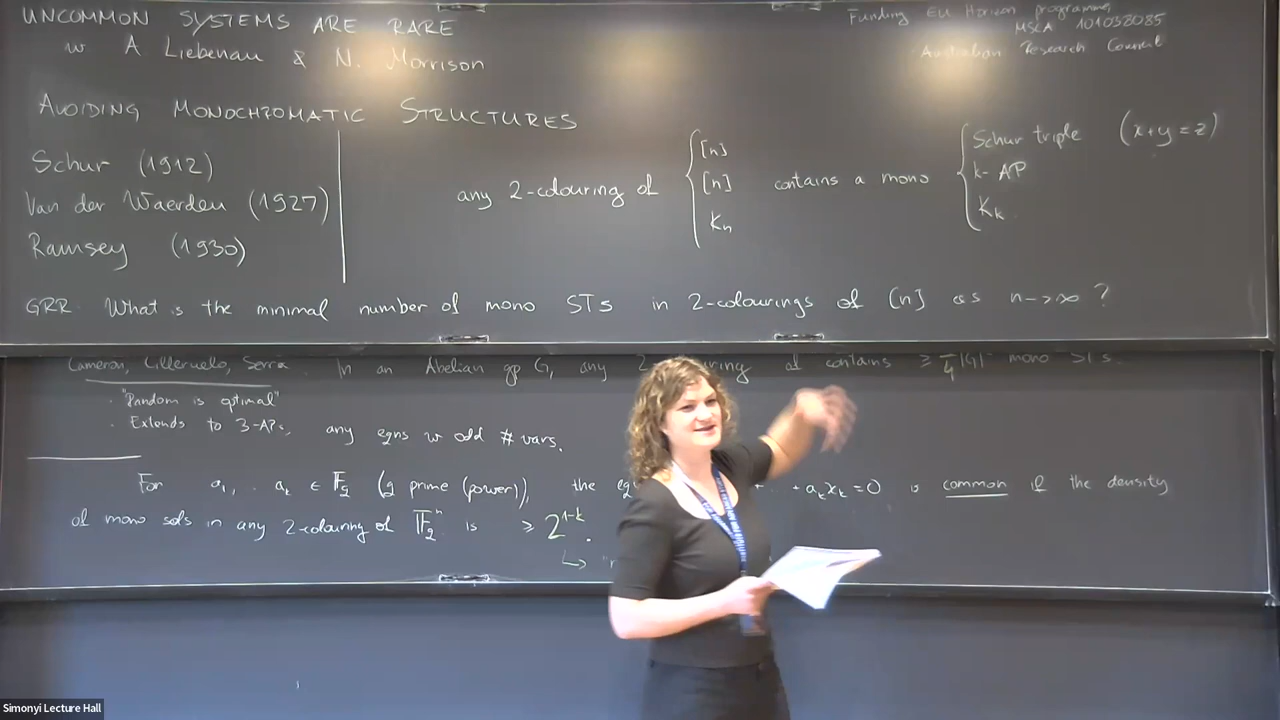 UNCOMMON SYSTEMS ARE RARE
w A Liebenau & N. Morrison
Funding EU Horizon programme
MSCA 101038085
Australian Research Council
AVOIDING MONOCHROMATIC STRUCTURES
Schur (1912)
Van der Waerden (1927)
Ramsey (1930)
any 2-colouring of { [n] [n] Kn contains a mono { Schur triple (x+y=z) k-AP Kk
GRR. What is the minimal number of mono STs in 2-colourings of [n] as n->∞ ?
Cameron, Cilleruelo, Serra. In an Abelian gp G, any 2 contains ≥ mono
· "Random is optimal"
· Extends to 3-APs, any eqns w odd # vars.
For a1, . ak ∈ Fq (q prime (power)), the + akxk=0 is common if the density
of mono sols in any 2-colouring of Fqn is ≥ 2^1-k.
Simonyi Lecture Hall